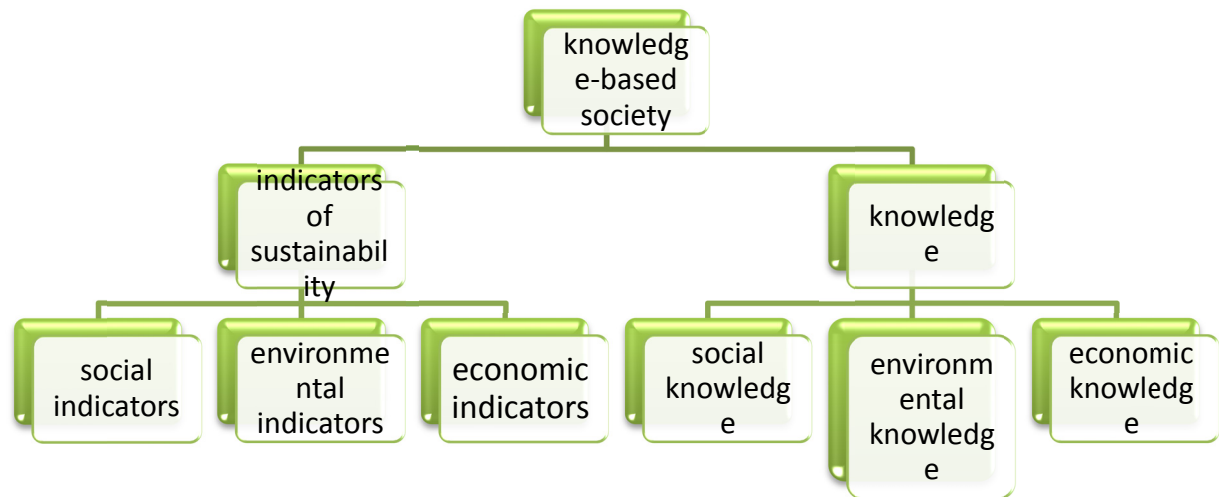 knowledg
e-based
society
indicators
of
sustainabil
ity
knowledg
e
social
indicators
environme
ntal
indicators
economic
indicators
social
knowledg
e
environm
ental
knowledg
e
economic
knowledg
e